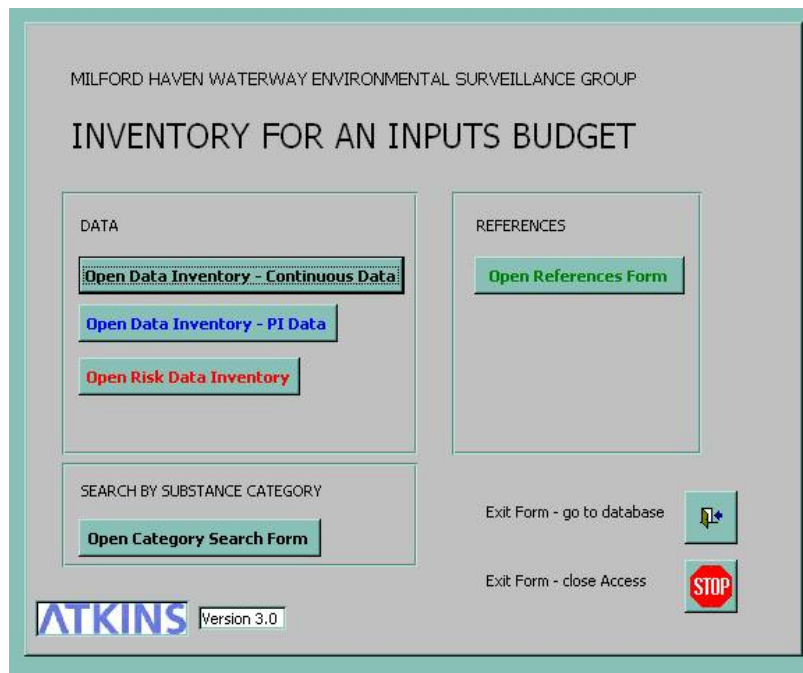 MILFORD HAVEN WATERWAY ENVIRONMENTAL SURVEILLANCE GROUP
INVENTORY FOR AN INPUTS BUDGET
DATA
Open Data Inventory - Continuous Data
Open Data Inventory - PI Data
Open Risk Data Inventory
REFERENCES
Open References Form
SEARCH BY SUBSTANCE CATEGORY
Open Category Search Form
Exit Form - go to database
Exit Form - close Access
STOP
ATKINS
Version 3.0